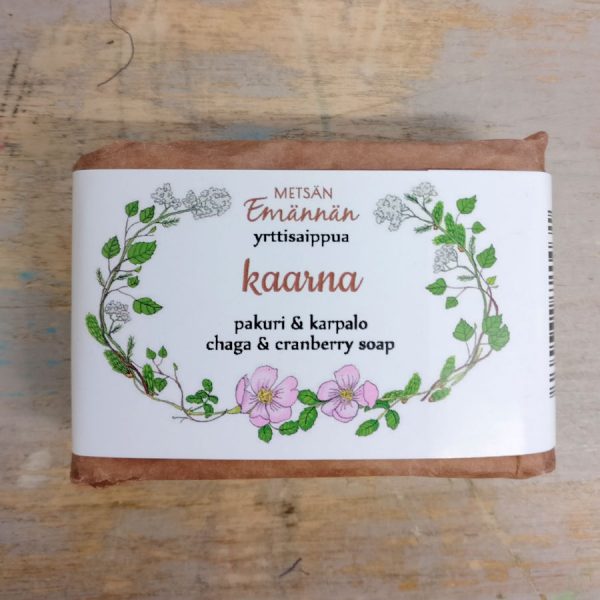 METSÄN
Emännän
yrttisaippua
kaarna
pakuri & karpalo
chaga & cranberry soap